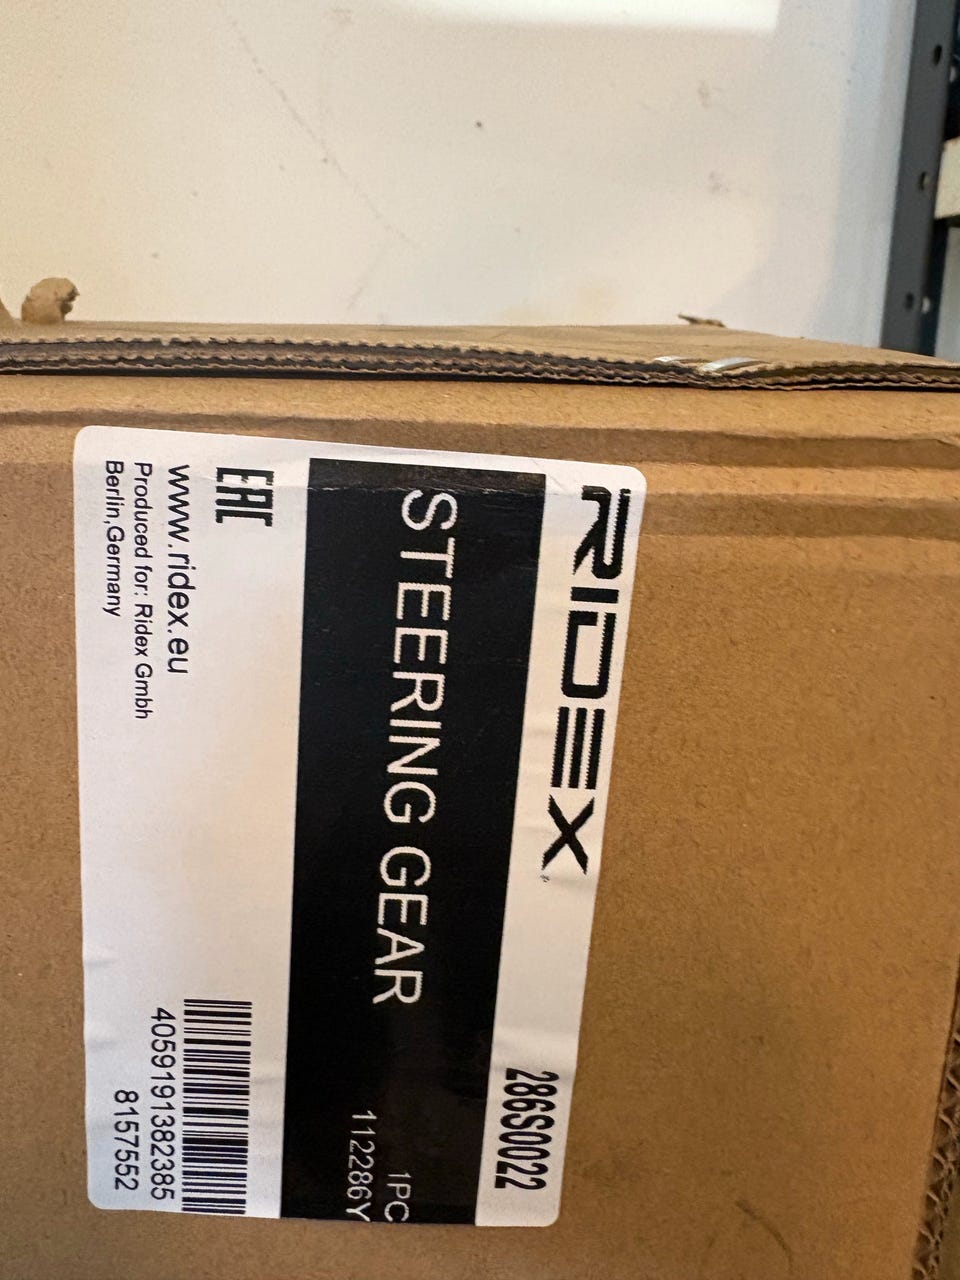 RIDEX
286S0022
STEERING GEAR
1PC
112286Y
EAC
www.ridex.eu
Produced for: Ridex Gmbh
Berlin,Germany
4059191382385
8157552